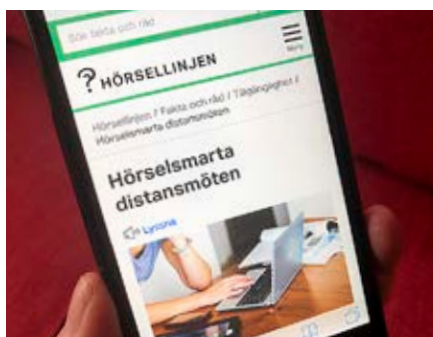 Sök fakta och råd
Meny
HÖRSELLINJEN
Hörsellinjen / Fakta och råd / Tillgänglighet /
Hörselsmarta distansmöten
Hörselsmarta
distansmöten
Lyssna